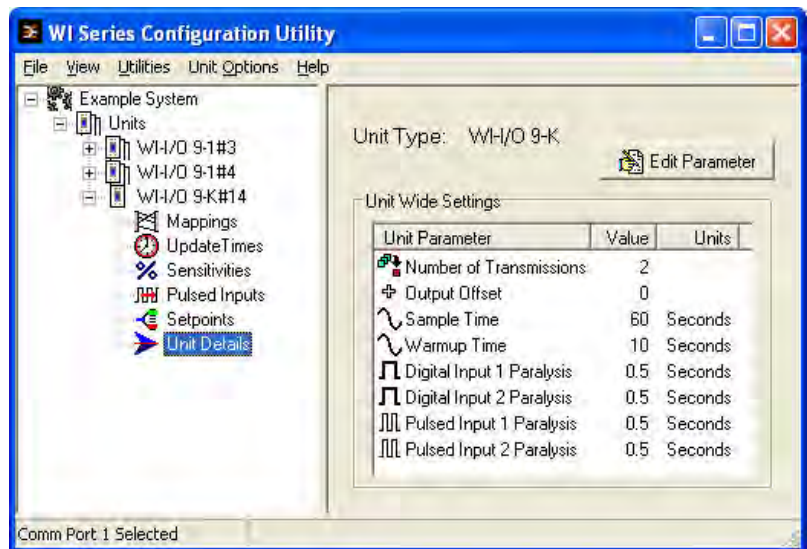 WI Series Configuration Utility
File View Utilities Unit Options Help
Example System
Units
WI-I/O 9-1#3
WI-I/O 9-1#4
WI-I/O 9-K#14
Mappings
UpdateTimes
Sensitivities
Pulsed Inputs
Setpoints
Unit Details
Unit Type: WI-I/O 9-K
Edit Parameter
Unit Wide Settings
Unit Parameter Value Units
Number of Transmissions 2
Output Offset 0
Sample Time 60 Seconds
Warmup Time 10 Seconds
Digital Input 1 Paralysis 0.5 Seconds
Digital Input 2 Paralysis 0.5 Seconds
Pulsed Input 1 Paralysis 0.5 Seconds
Pulsed Input 2 Paralysis 0.5 Seconds
Comm Port 1 Selected